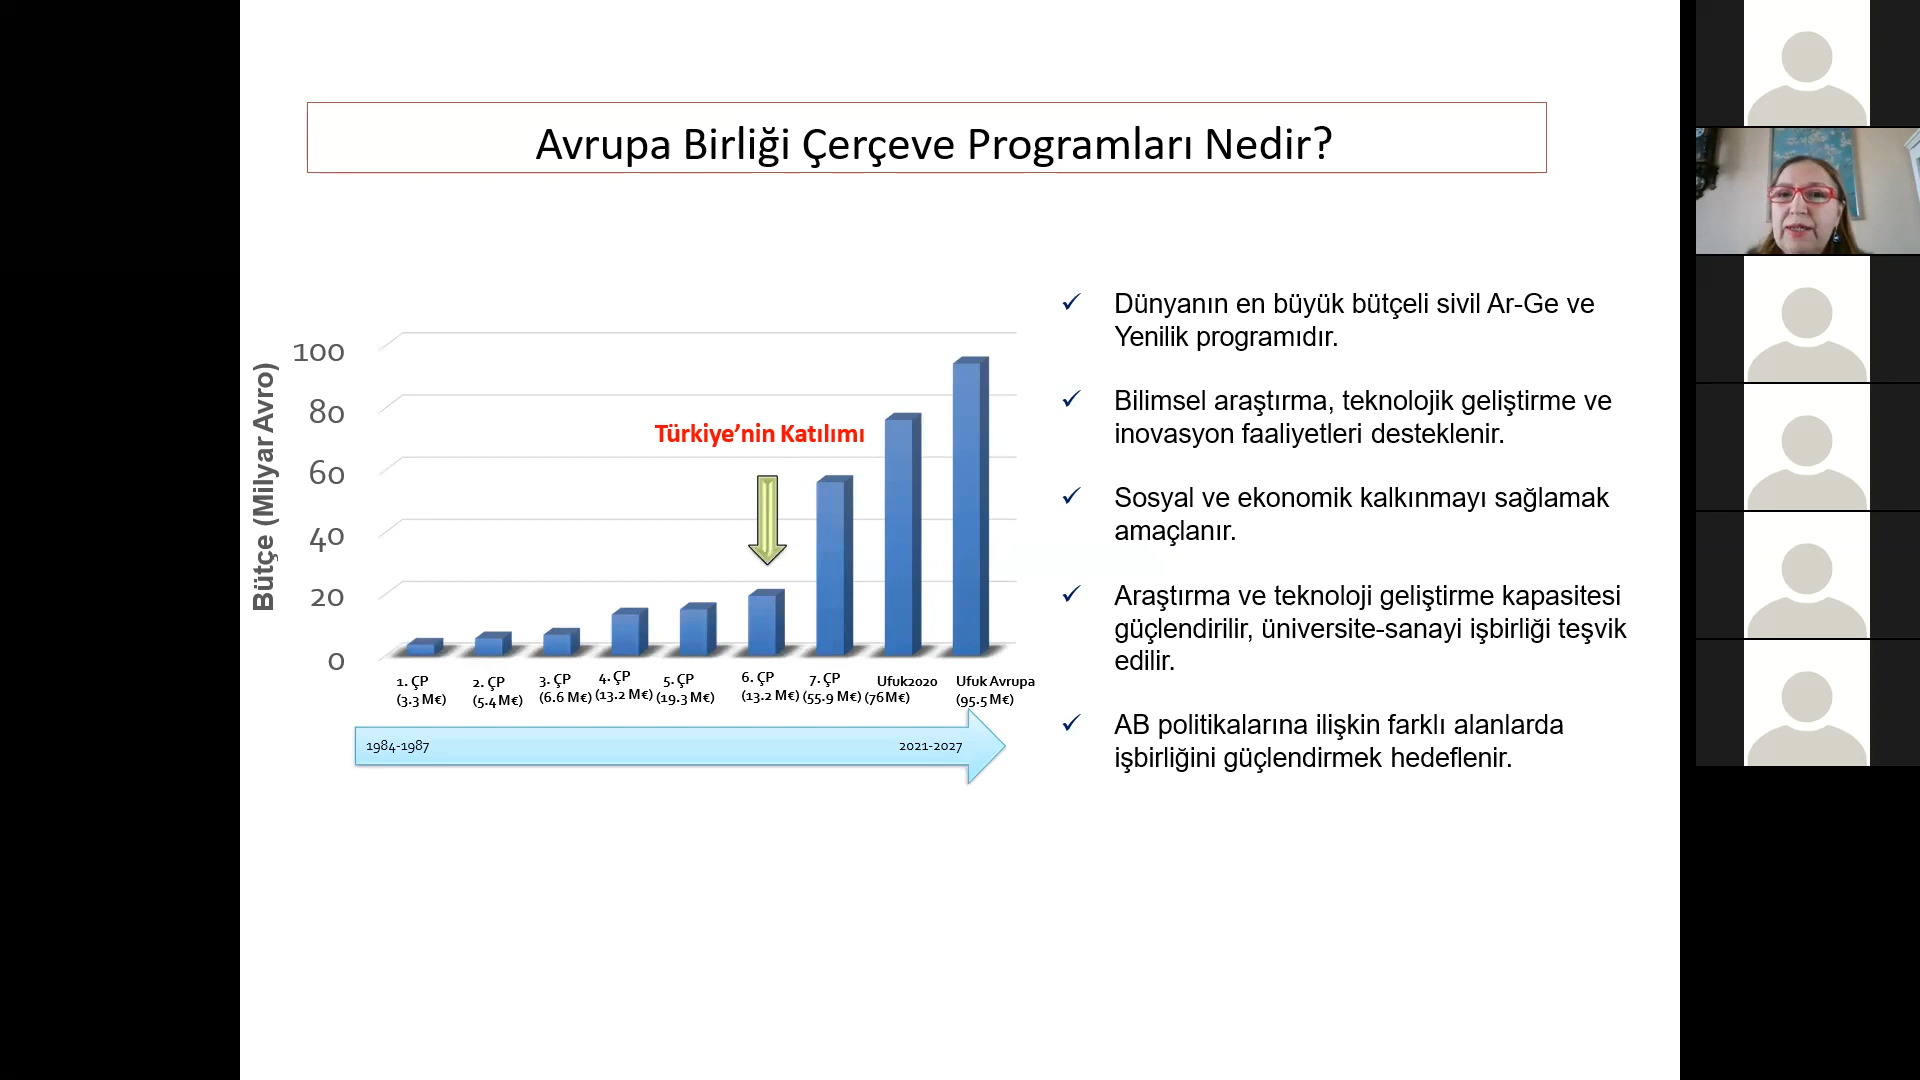 Avrupa Birliği Çerçeve Programları Nedir?
Bütçe (Milyar Avro)
100
80
60
40
20
0
Türkiye’nin Katılımı
1. ÇP
(3.3 M€)
2. ÇP
(5.4 M€)
3. ÇP
(6.6 M€)
4. ÇP
(13.2 M€)
5. ÇP
(19.3 M€)
6. ÇP
(13.2 M€)
7. ÇP
(55.9 M€)
Ufuk2020
(76M€)
Ufuk Avrupa
(95.5 M€)
1984-1987
2021-2027
✓ Dünyanın en büyük bütçeli sivil Ar-Ge ve
Yenilik programıdır.
✓ Bilimsel araştırma, teknolojik geliştirme ve
inovasyon faaliyetleri desteklenir.
✓ Sosyal ve ekonomik kalkınmayı sağlamak
amaçlanır.
✓ Araştırma ve teknoloji geliştirme kapasitesi
güçlendirilir, üniversite-sanayi işbirliği teşvik
edilir.
✓ AB politikalarına ilişkin farklı alanlarda
işbirliğini güçlendirmek hedeflenir.